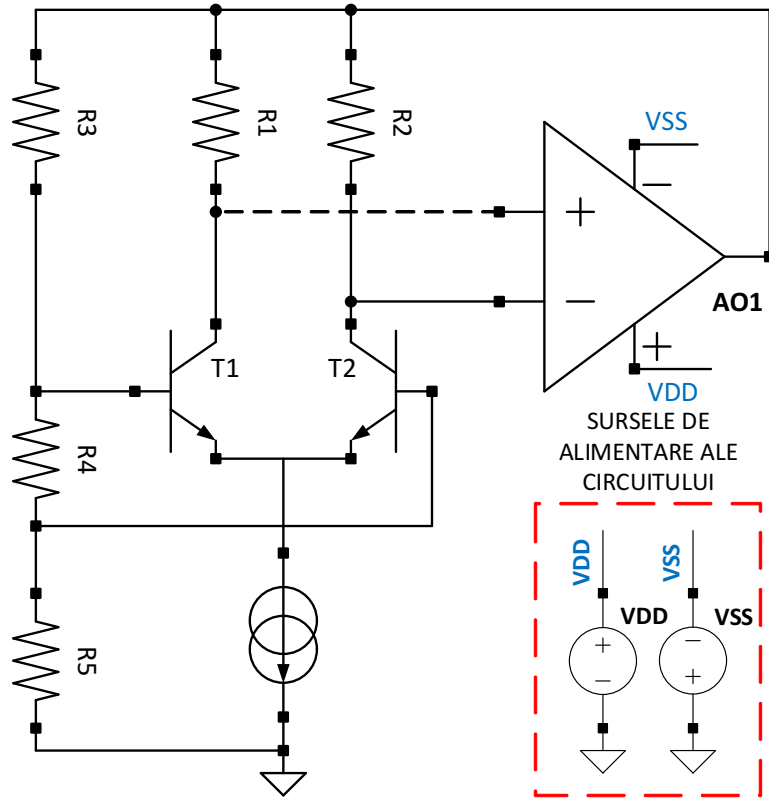 R3
R1
R2
VSS
−
+
−
AO1
T1
T2
+
VDD
R4
SURSELE DE
ALIMENTARE ALE
CIRCUITULUI
VDD
VSS
VDD
VSS
+
−
−
+
R5